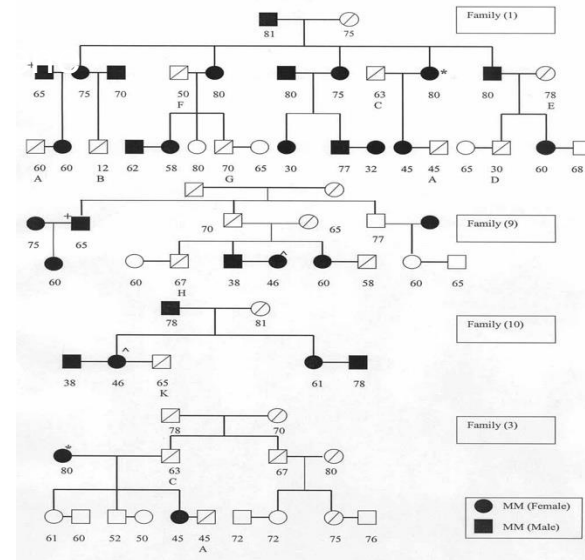 81 75
Family (1)
+ *
65 75 70 50 80 80 75 63 80 80 78
F C E
60 60 12 62 58 80 70 65 30 77 32 45 45 65 30 60 68
A B G A D
+
70 65 77
Family (9)
75 65
^
60 60 67 38 46 60 58 60 65
H
78 81
Family (10)
^
38 46 65 61 78
K
78 70
Family (3)
*
80 63 67 80
C
61 60 52 50 45 45 72 72 75 76
A
MM (Female)
MM (Male)